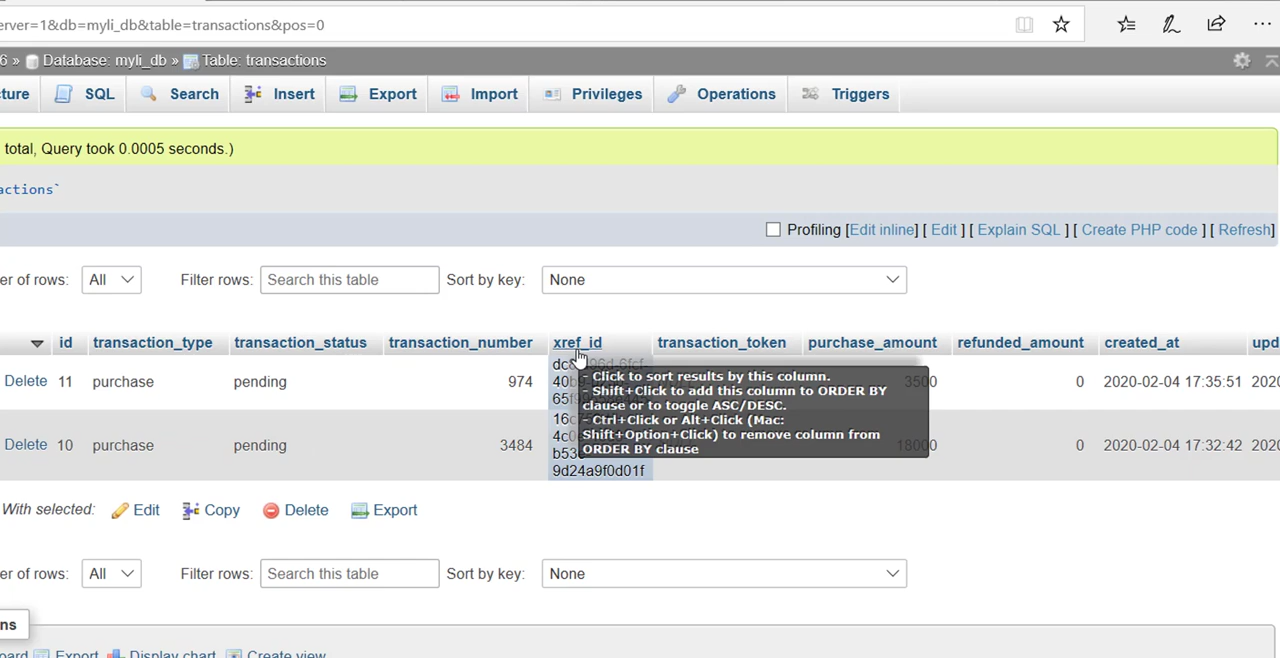 erver=1&db=myli_db&table=transactions&pos=0
6 » Database: myli_db » Table: transactions
cture SQL Search Insert Export Import Privileges Operations Triggers
total, Query took 0.0005 seconds.)
actions`
Profiling [Edit inline] [ Edit ] [ Explain SQL ] [ Create PHP code ] [ Refresh]
er of rows: All Filter rows: Search this table Sort by key: None
id transaction_type transaction_status transaction_number xref_id transaction_token purchase_amount refunded_amount created_at upd
Delete 11 purchase pending 974 3500 0 2020-02-04 17:35:51 2020
- Click to sort results by this column.
- Shift+Click to add this column to ORDER BY
clause or to toggle ASC/DESC.
- Ctrl+Click or Alt+Click (Mac:
Shift+Option+Click) to remove column from
ORDER BY clause
Delete 10 purchase pending 3484 18000 0 2020-02-04 17:32:42 2020
9d24a9f0d01f
With selected: Edit Copy Delete Export
er of rows: All Filter rows: Search this table Sort by key: None
ns
oard Export Display chart Create view